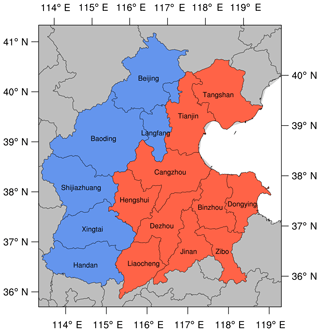 114° E 115° E 116° E 117° E 118° E 119° E
41° N
40° N
39° N
38° N
37° N
36° N
40° N
39° N
38° N
37° N
36° N
Beijing
Tangshan
Tianjin
Langfang
Baoding
Cangzhou
Shijiazhuang
Hengshui
Binzhou
Dongying
Xingtai
Dezhou
Jinan
Zibo
Handan
Liaocheng
114° E 115° E 116° E 117° E 118° E 119° E